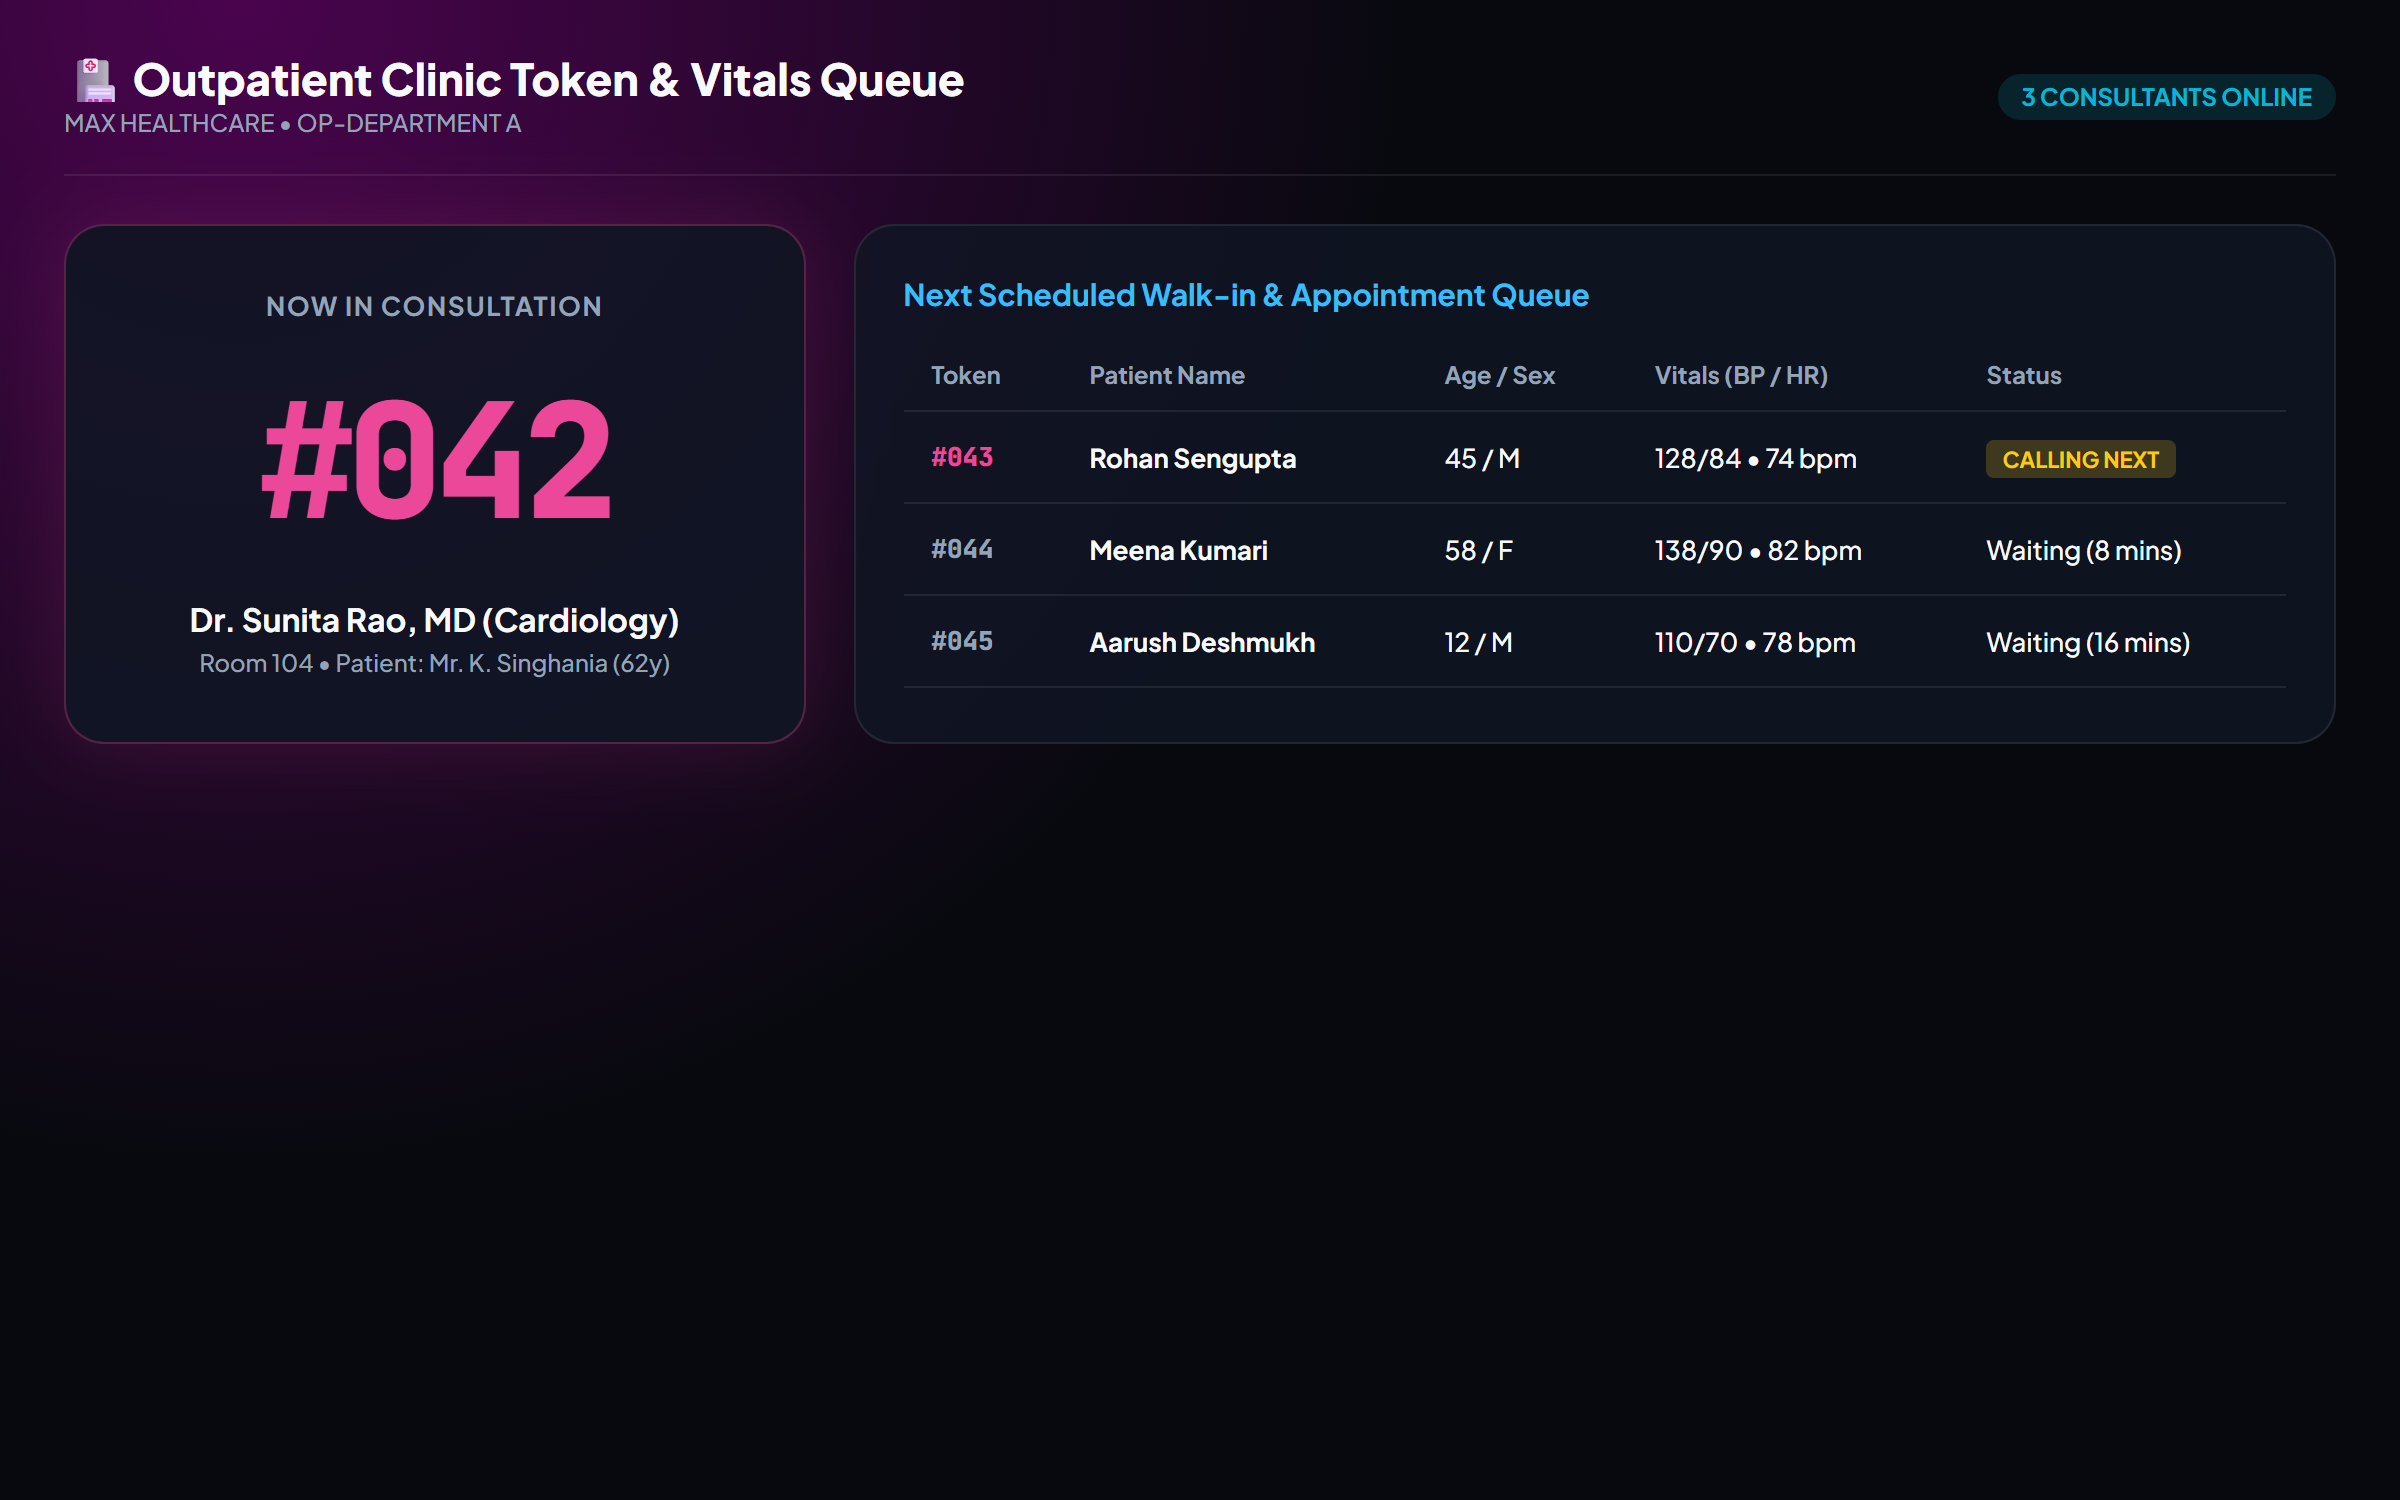 Outpatient Clinic Token & Vitals Queue
MAX HEALTHCARE • OP-DEPARTMENT A
3 CONSULTANTS ONLINE
NOW IN CONSULTATION
#042
Dr. Sunita Rao, MD (Cardiology)
Room 104 • Patient: Mr. K. Singhania (62y)
Next Scheduled Walk-in & Appointment Queue
Token Patient Name Age / Sex Vitals (BP / HR) Status
#043 Rohan Sengupta 45 / M 128/84 • 74 bpm CALLING NEXT
#044 Meena Kumari 58 / F 138/90 • 82 bpm Waiting (8 mins)
#045 Aarush Deshmukh 12 / M 110/70 • 78 bpm Waiting (16 mins)